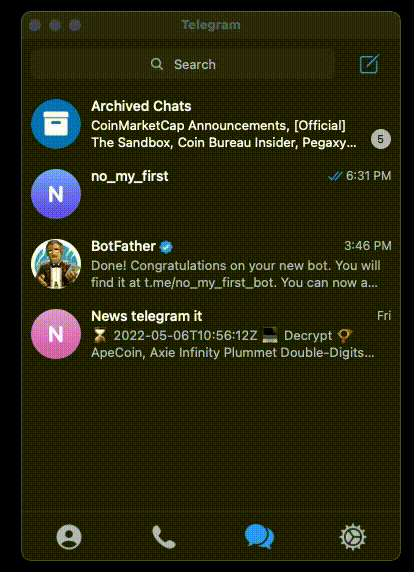 Telegram
Search
Archived Chats
CoinMarketCap Announcements, [Official]
The Sandbox, Coin Bureau Insider, Pegaxy...
5
N
no_my_first
6:31 PM
BotFather
3:46 PM
Done! Congratulations on your new bot. You will
find it at t.me/no_my_first_bot. You can now a...
N
News telegram it
Fri
2022-05-06T10:56:12Z Decrypt
ApeCoin, Axie Infinity Plummet Double-Digits...